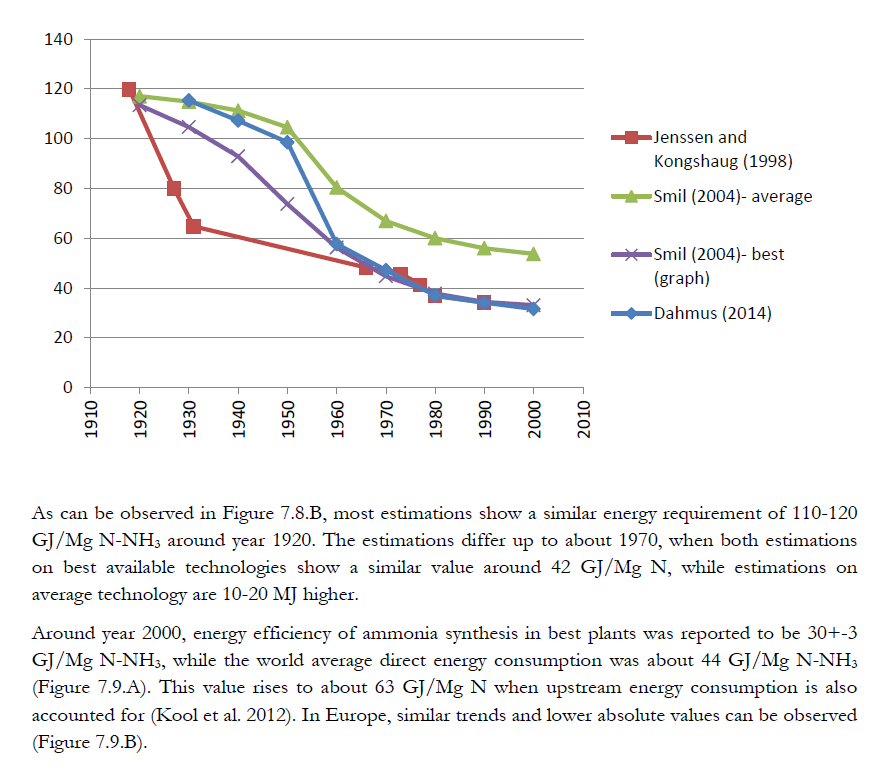 140
120
100
80
60
40
20
0
1910
1920
1930
1940
1950
1960
1970
1980
1990
2000
2010
Jenssen and
Kongshaug (1998)
Smil (2004)- average
Smil (2004)- best
(graph)
Dahmus (2014)
As can be observed in Figure 7.8.B, most estimations show a similar energy requirement of 110-120
GJ/Mg N-NH₃ around year 1920. The estimations differ up to about 1970, when both estimations
on best available technologies show a similar value around 42 GJ/Mg N, while estimations on
average technology are 10-20 MJ higher.
Around year 2000, energy efficiency of ammonia synthesis in best plants was reported to be 30+-3
GJ/Mg N-NH₃, while the world average direct energy consumption was about 44 GJ/Mg N-NH₃
(Figure 7.9.A). This value rises to about 63 GJ/Mg N when upstream energy consumption is also
accounted for (Kool et al. 2012). In Europe, similar trends and lower absolute values can be observed
(Figure 7.9.B).